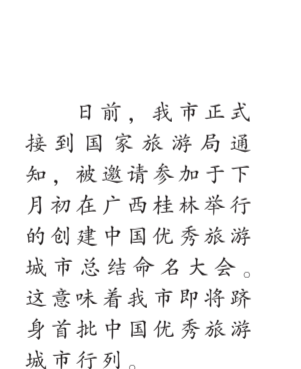 日前，我市正式
接到国家旅游局通
知，被邀请参加于下
月初在广西桂林举行
的创建中国优秀旅游
城市总结命名大会。
这意味着我市即将跻
身首批中国优秀旅游
城市行列。